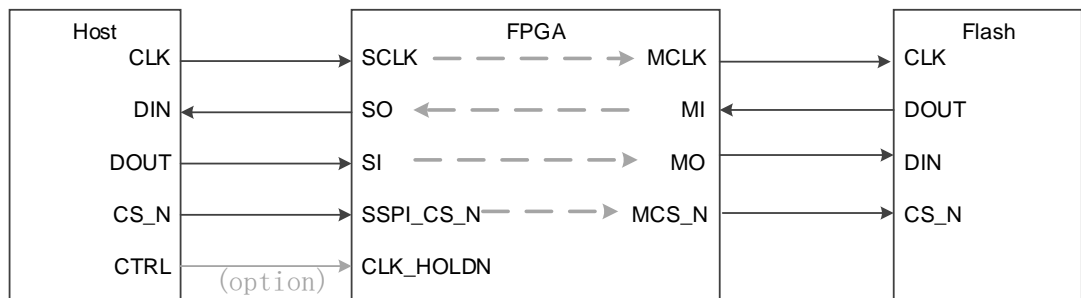 Host FPGA Flash
CLK SCLK MCLK CLK
DIN SO MI DOUT
DOUT SI MO DIN
CS_N SSPI_CS_N MCS_N CS_N
CTRL (option) CLK_HOLDN